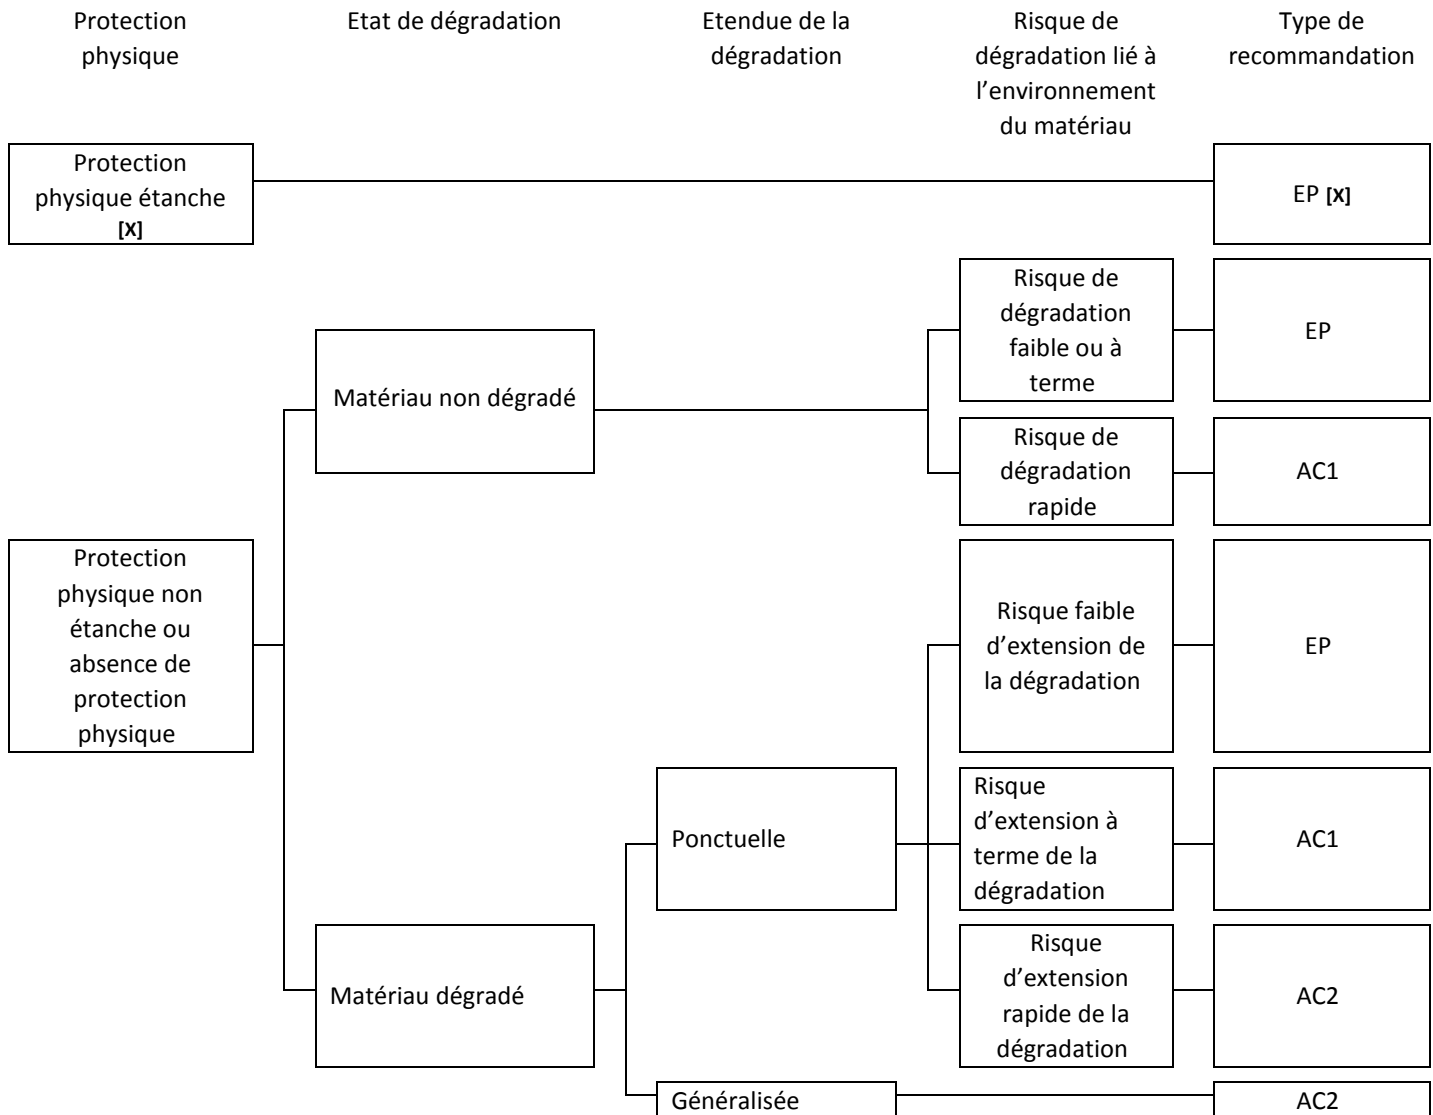 Protection
physique
Etat de dégradation
Etendue de la
dégradation
Risque de
dégradation lié à
l’environnement
du matériau
Type de
recommandation
Protection
physique étanche
[X]
EP [X]
Risque de
dégradation
faible ou à
terme
EP
Matériau non dégradé
Risque de
dégradation
rapide
AC1
Protection
physique non
étanche ou
absence de
protection
physique
Risque faible
d’extension de
la dégradation
EP
Ponctuelle
Risque
d’extension à
terme de la
dégradation
AC1
Matériau dégradé
Risque
d’extension
rapide de la
dégradation
AC2
Généralisée
AC2